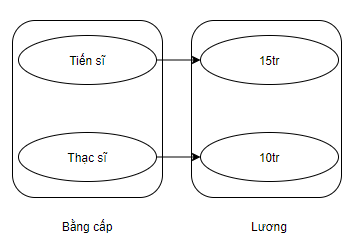 Tiến sĩ
15tr
Thạc sĩ
10tr
Bằng cấp
Lương